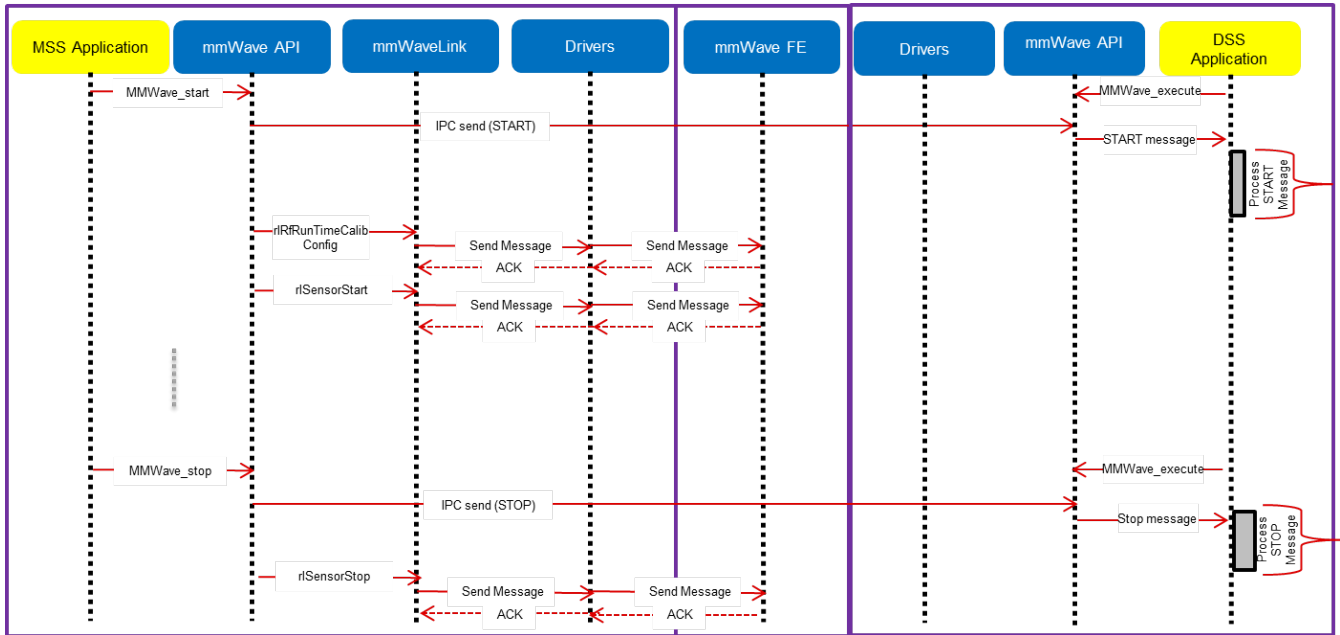 MSS Application
mmWave API
mmWaveLink
Drivers
mmWave FE
Drivers
mmWave API
DSS
Application
MMWave_start
MMWave_execute
IPC send (START)
START message
Process
START
Message
rlRfRunTimeCalib
Config
Send Message
Send Message
ACK
ACK
rlSensorStart
Send Message
Send Message
ACK
ACK
MMWave_stop
MMWave_execute
IPC send (STOP)
Stop message
Process
STOP
Message
rlSensorStop
Send Message
Send Message
ACK
ACK